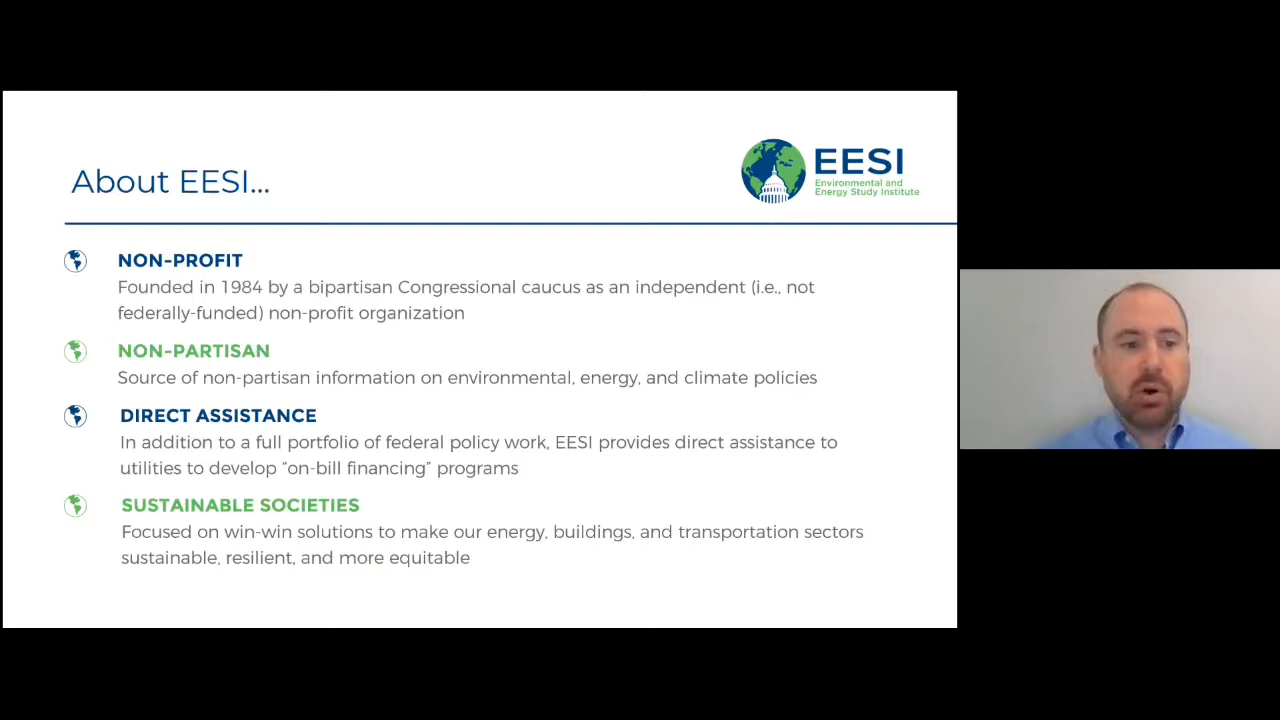 About EESI...
EESI
Environmental and
Energy Study Institute
NON-PROFIT
Founded in 1984 by a bipartisan Congressional caucus as an independent (i.e., not
federally-funded) non-profit organization
NON-PARTISAN
Source of non-partisan information on environmental, energy, and climate policies
DIRECT ASSISTANCE
In addition to a full portfolio of federal policy work, EESI provides direct assistance to
utilities to develop “on-bill financing” programs
SUSTAINABLE SOCIETIES
Focused on win-win solutions to make our energy, buildings, and transportation sectors
sustainable, resilient, and more equitable